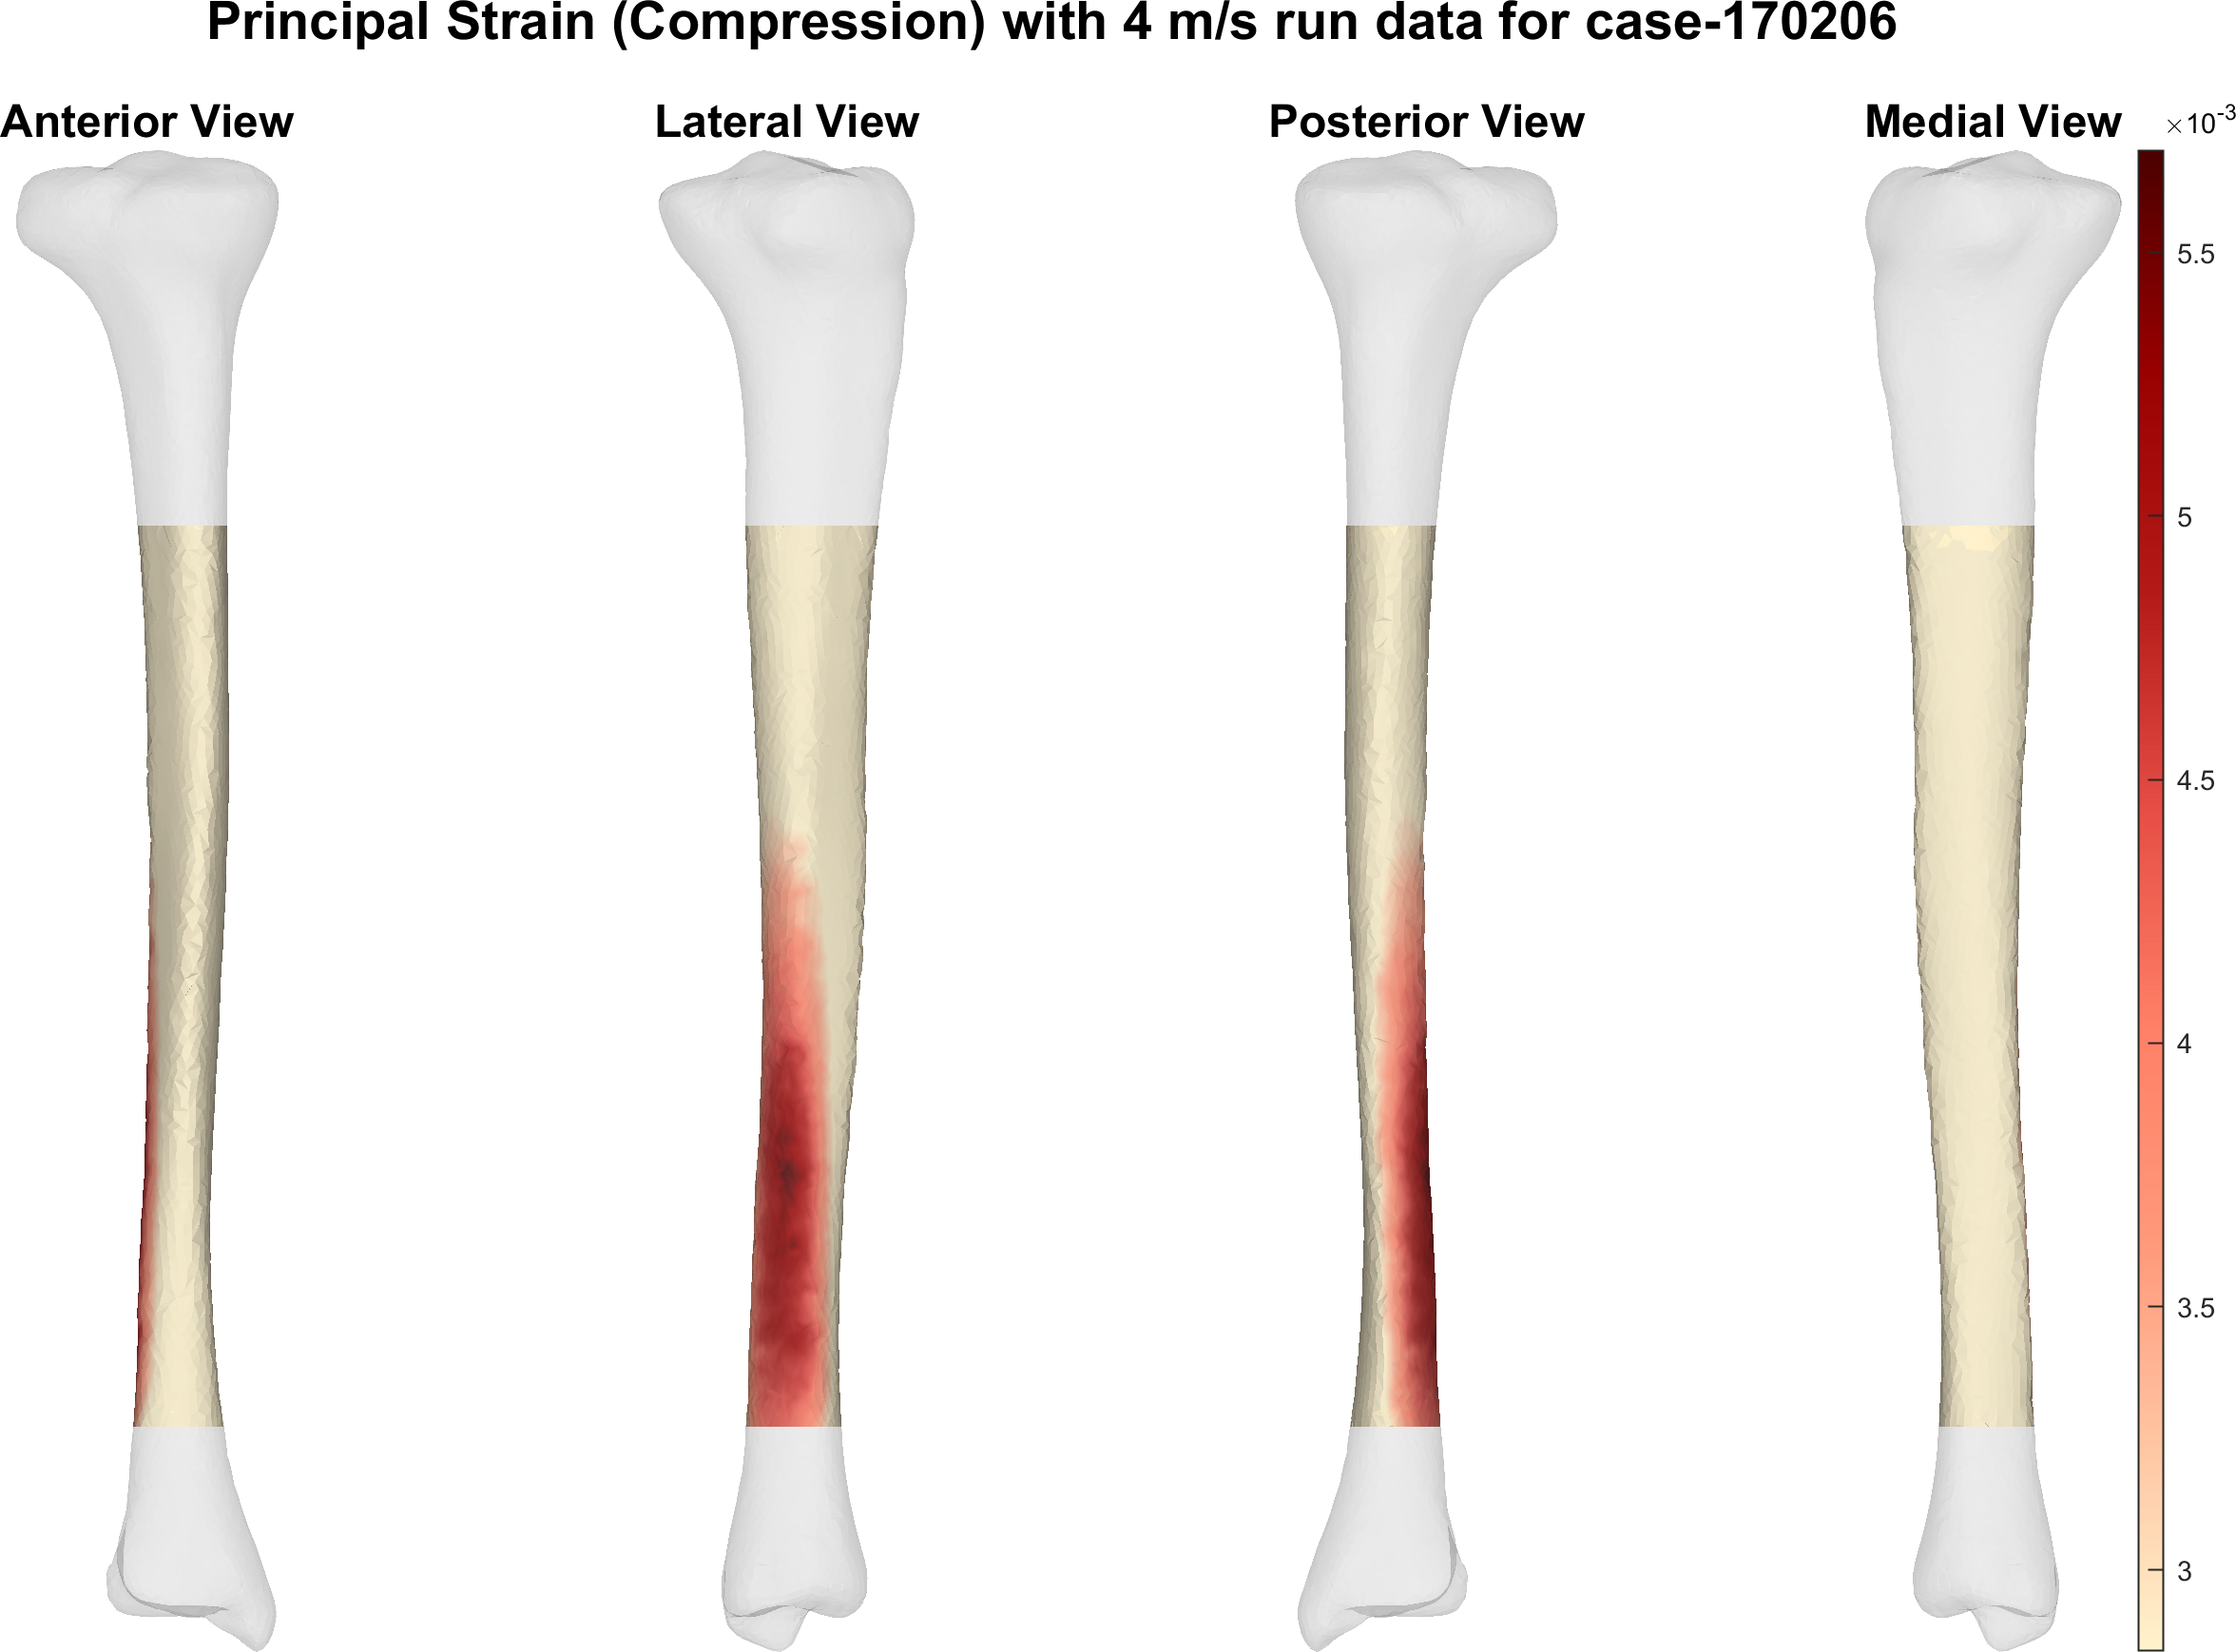 Principal Strain (Compression) with 4 m/s run data for case-170206
Anterior View
Lateral View
Posterior View
Medial View
×10-3
5.5
5
4.5
4
3.5
3